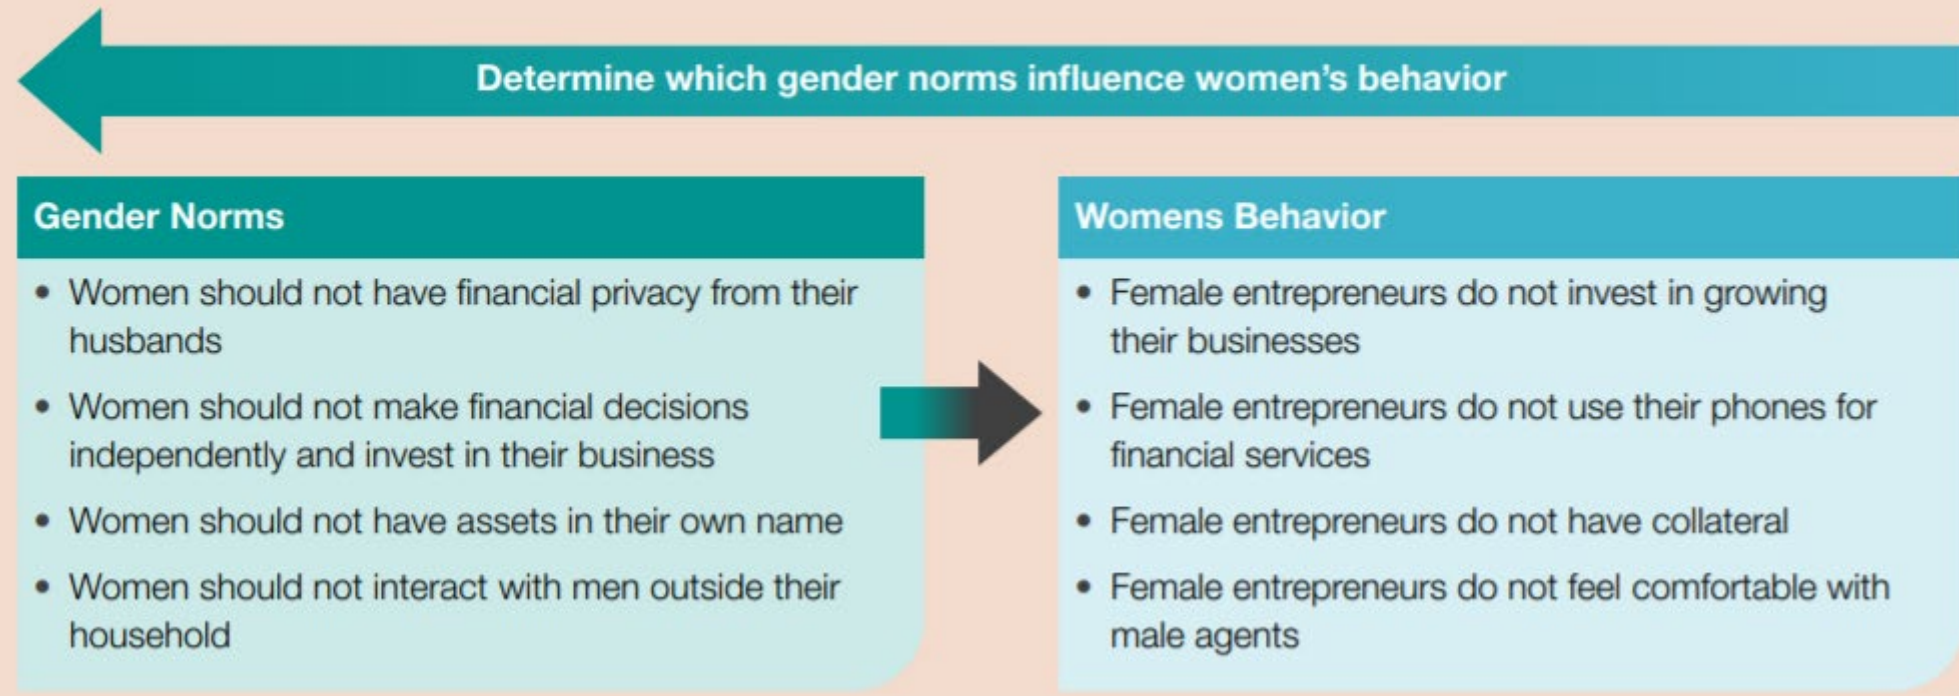 Determine which gender norms influence women's behavior
Gender Norms
• Women should not have financial privacy from their
husbands
• Women should not make financial decisions
independently and invest in their business
• Women should not have assets in their own name
• Women should not interact with men outside their
household
Womens Behavior
• Female entrepreneurs do not invest in growing
their businesses
• Female entrepreneurs do not use their phones for
financial services
• Female entrepreneurs do not have collateral
• Female entrepreneurs do not feel comfortable with
male agents